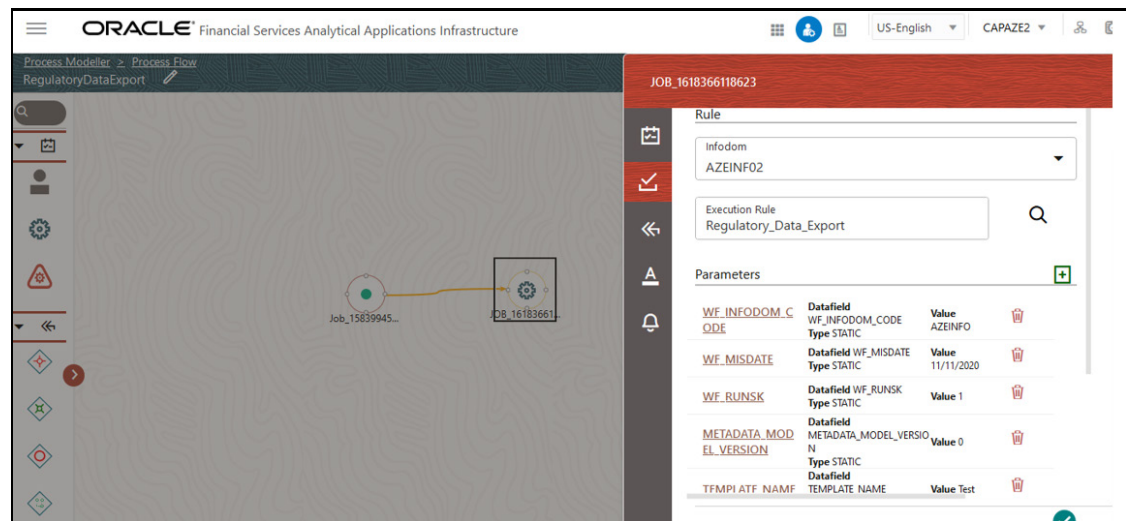 ORACLE® Financial Services Analytical Applications Infrastructure
US-English
CAPAZE2
Process Modeller > Process Flow
RegulatoryDataExport
JOB_1618366118623
Rule
Infodom
AZEINF02
Execution Rule
Regulatory_Data_Export
Parameters
Job_15839945...
JOB_16183661...
WF_INFODOM_C
ODE
Datafield
WF_INFODOM_CODE
Type STATIC
Value
AZEINFO
WF_MISDATE
Datafield WF_MISDATE
Type STATIC
Value
11/11/2020
WF_RUNSK
Datafield WF_RUNSK
Type STATIC
Value 1
METADATA_MOD
EL_VERSION
Datafield
METADATA_MODEL_VERSIO
N
Type STATIC
Value 0
TEMPLATE_NAME
Datafield
TEMPLATE_NAME
Value Test